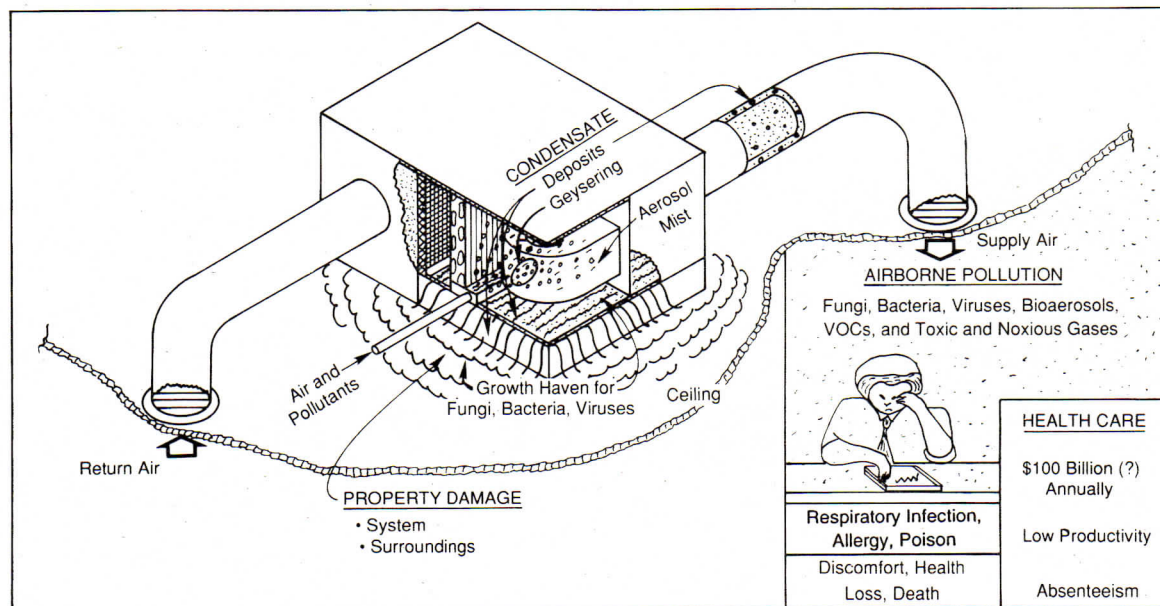 CONDENSATE
Deposits
Geysering
Aerosol
Mist
Supply Air
AIRBORNE POLLUTION
Fungi, Bacteria, Viruses, Bioaerosols,
VOCs, and Toxic and Noxious Gases
Air and
Pollutants
Growth Haven for
Fungi, Bacteria, Viruses
Ceiling
Return Air
PROPERTY DAMAGE
• System
• Surroundings
HEALTH CARE
$100 Billion (?)
Annually
Low Productivity
Absenteeism
Respiratory Infection,
Allergy, Poison
Discomfort, Health
Loss, Death